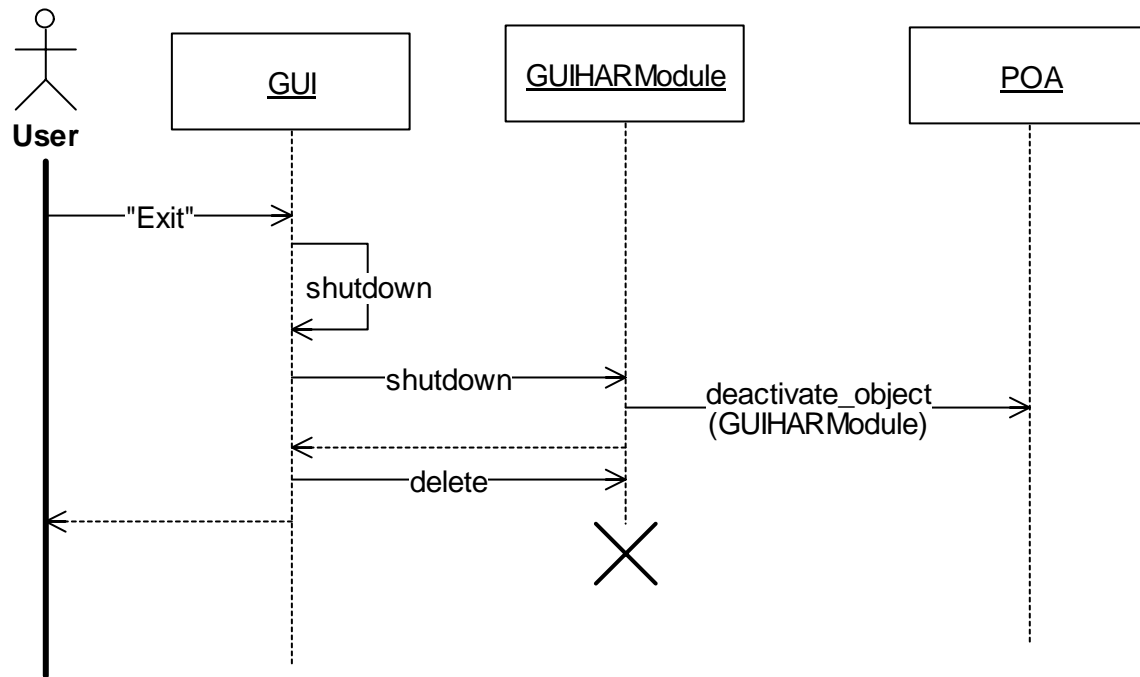 GUI
GUIHARModule
POA
User
"Exit"
shutdown
shutdown
deactivate_object
(GUIHARModule)
delete